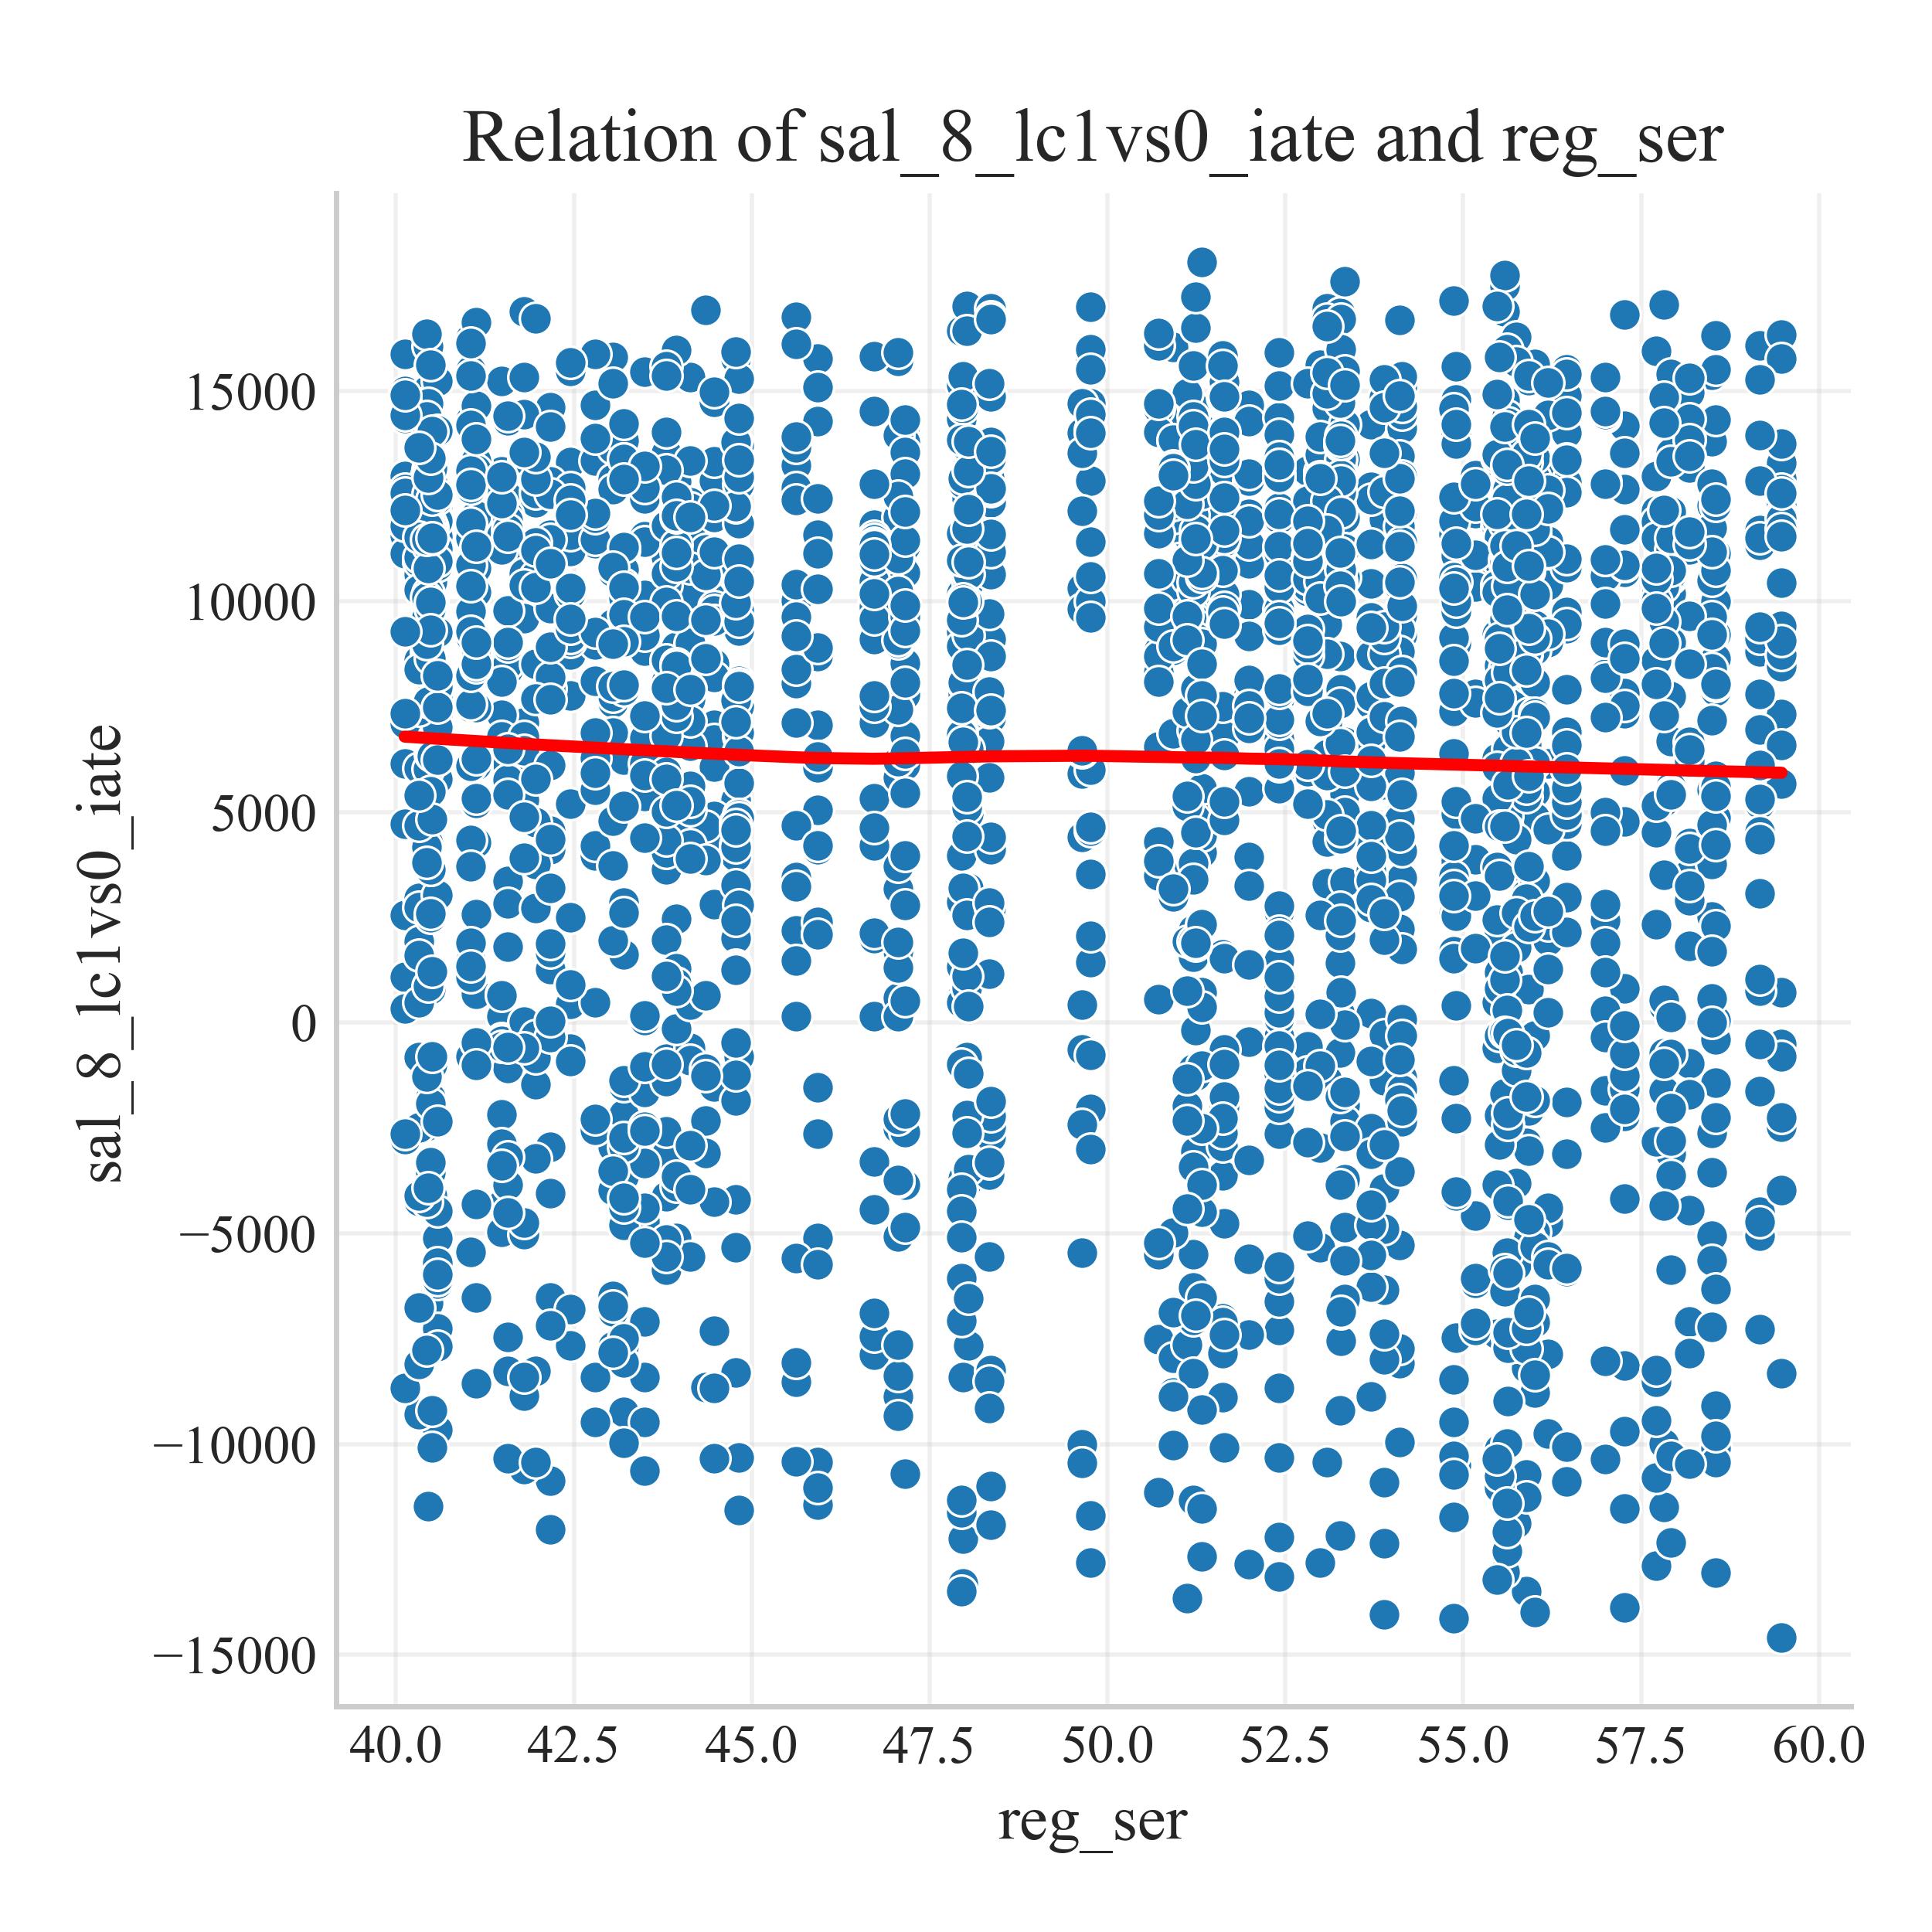 Relation of sal_8_lc1vs0_iate and reg_ser
sal_8_lc1vs0_iate
15000
10000
5000
0
−5000
−10000
−15000
40.0 42.5 45.0 47.5 50.0 52.5 55.0 57.5 60.0
reg_ser